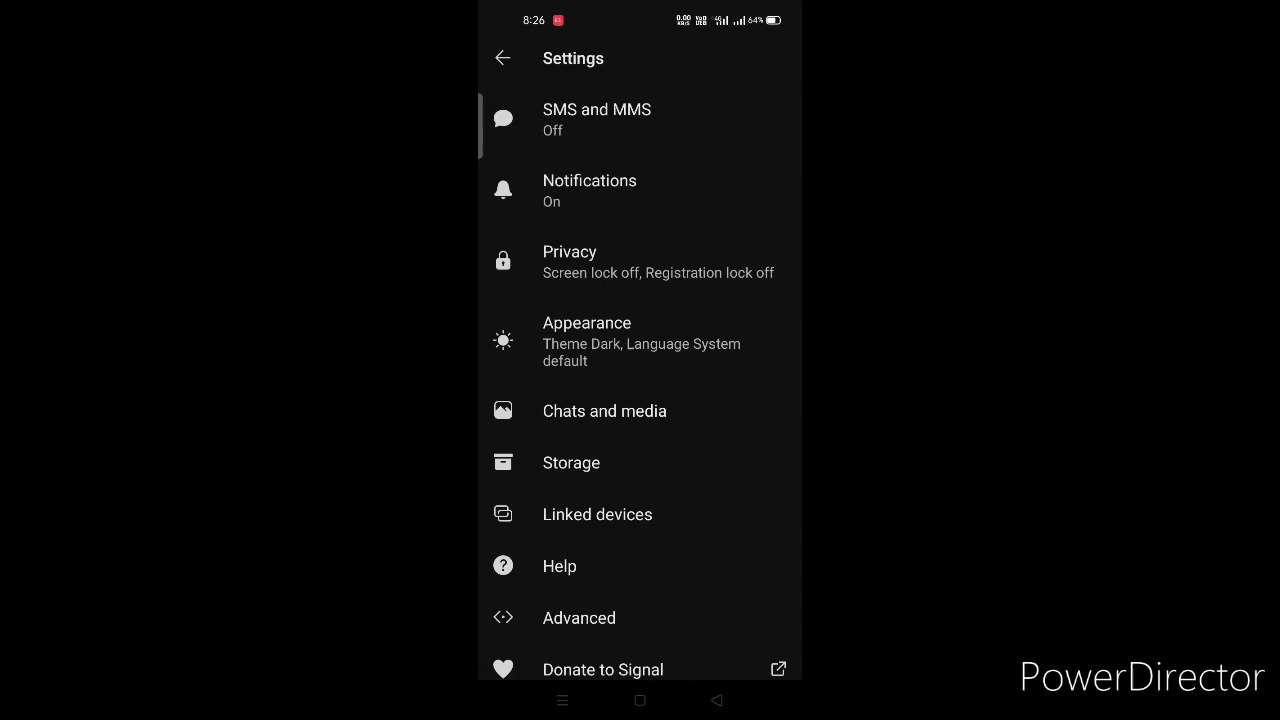 8:26
64%
Settings
SMS and MMS
Off
Notifications
On
Privacy
Screen lock off, Registration lock off
Appearance
Theme Dark, Language System
default
Chats and media
Storage
Linked devices
Help
Advanced
Donate to Signal
PowerDirector